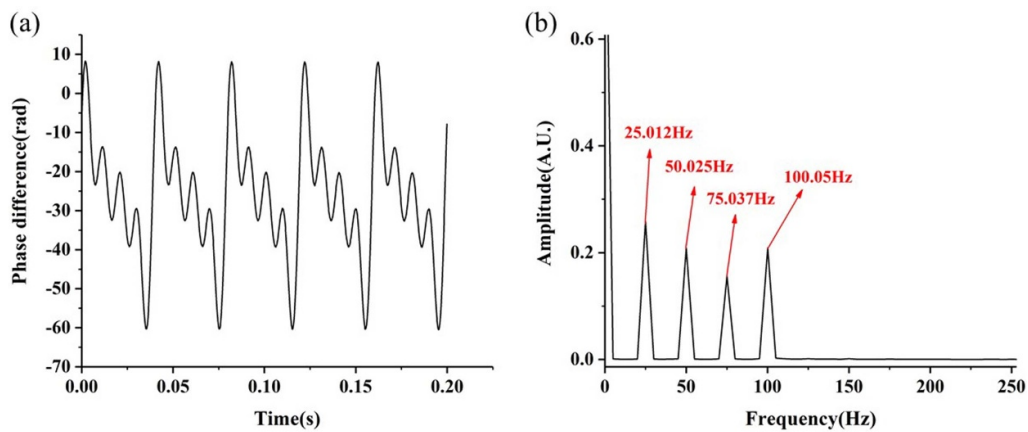 (a)
10
0
-10
-20
-30
-40
-50
-60
-70
0.00 0.05 0.10 0.15 0.20
Phase difference(rad)
Time(s)
(b)
0.6
0.4
0.2
0.0
0 50 100 150 200 250
Amplitude(A.U.)
Frequency(Hz)
25.012Hz
50.025Hz
75.037Hz
100.05Hz